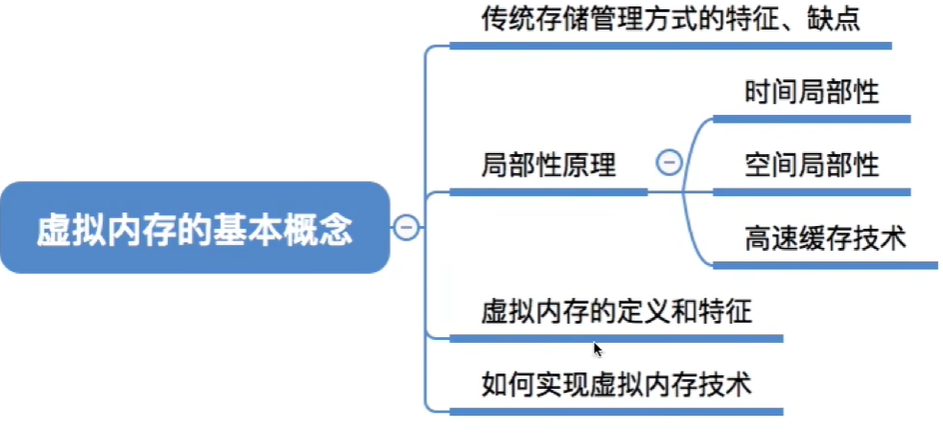 传统存储管理方式的特征、缺点
时间局部性
局部性原理
空间局部性
高速缓存技术
虚拟内存的基本概念
虚拟内存的定义和特征
如何实现虚拟内存技术